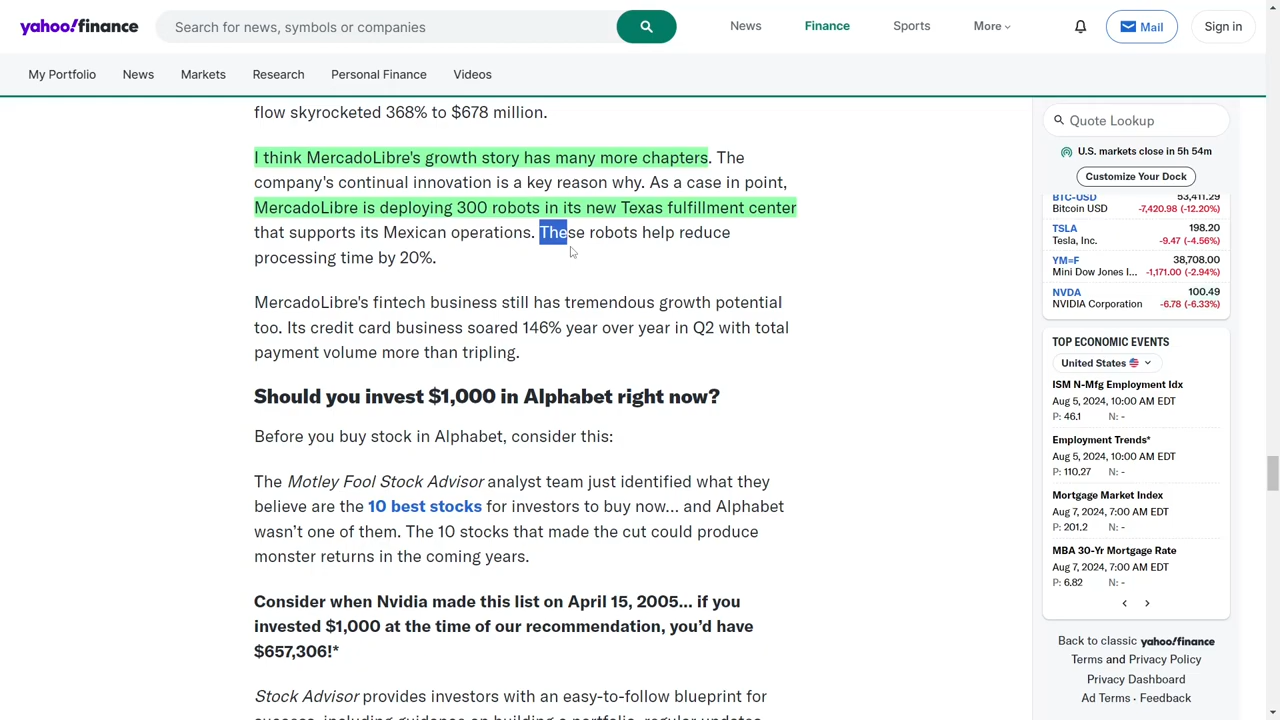 yahoo!finance
Search for news, symbols or companies
News
Finance
Sports
More
Mail
Sign in
My Portfolio
News
Markets
Research
Personal Finance
Videos
flow skyrocketed 368% to $678 million.
I think MercadoLibre's growth story has many more chapters. The
company's continual innovation is a key reason why. As a case in point,
MercadoLibre is deploying 300 robots in its new Texas fulfillment center
that supports its Mexican operations. These robots help reduce
processing time by 20%.
MercadoLibre's fintech business still has tremendous growth potential
too. Its credit card business soared 146% year over year in Q2 with total
payment volume more than tripling.
Should you invest $1,000 in Alphabet right now?
Before you buy stock in Alphabet, consider this:
The Motley Fool Stock Advisor analyst team just identified what they
believe are the 10 best stocks for investors to buy now… and Alphabet
wasn't one of them. The 10 stocks that made the cut could produce
monster returns in the coming years.
Consider when Nvidia made this list on April 15, 2005... if you
invested $1,000 at the time of our recommendation, you'd have
$657,306!*
Stock Advisor provides investors with an easy-to-follow blueprint for
success, including guidance on building a portfolio, regular updates
Quote Lookup
U.S. markets close in 5h 54m
Customize Your Dock
BTC-USD 53,411.29
Bitcoin USD -7,420.98 (-12.20%)
TSLA 198.20
Tesla, Inc. -9.47 (-4.56%)
YM=F 38,708.00
Mini Dow Jones I... -1,171.00 (-2.94%)
NVDA 100.49
NVIDIA Corporation -6.78 (-6.33%)
TOP ECONOMIC EVENTS
United States
ISM N-Mfg Employment Idx
Aug 5, 2024, 10:00 AM EDT
P: 46.1 N: -
Employment Trends*
Aug 5, 2024, 10:00 AM EDT
P: 110.27 N: -
Mortgage Market Index
Aug 7, 2024, 7:00 AM EDT
P: 201.2 N: -
MBA 30-Yr Mortgage Rate
Aug 7, 2024, 7:00 AM EDT
P: 6.82 N: -
Back to classic yahoo!finance
Terms and Privacy Policy
Privacy Dashboard
Ad Terms · Feedback